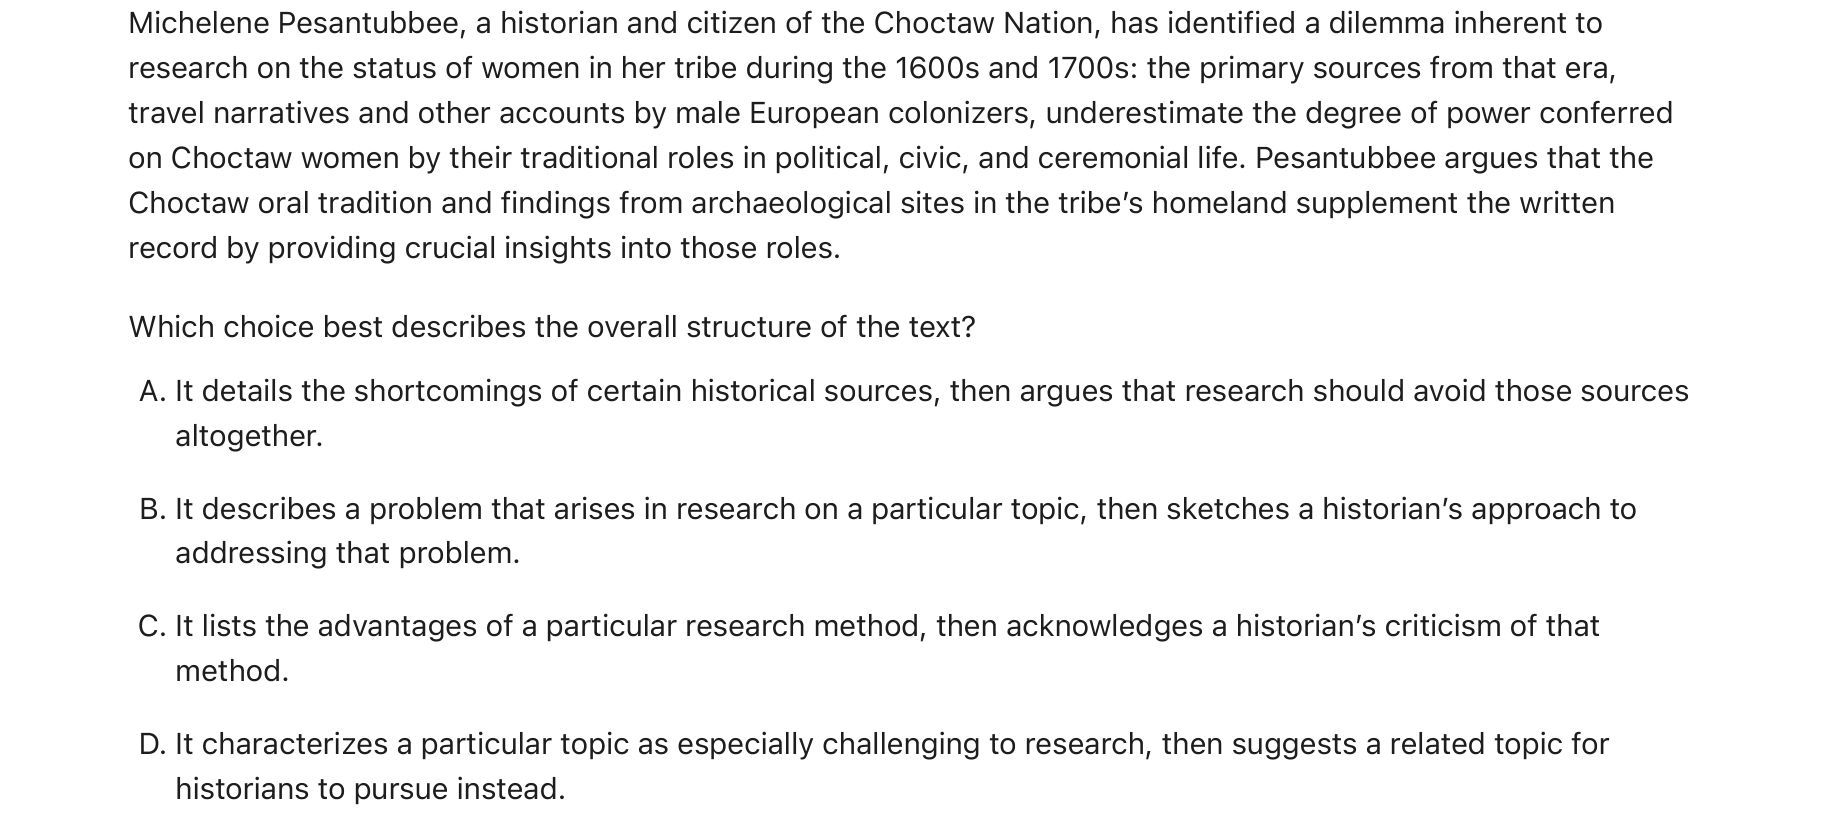 Michelene Pesantubbee, a historian and citizen of the Choctaw Nation, has identified a dilemma inherent to
research on the status of women in her tribe during the 1600s and 1700s: the primary sources from that era,
travel narratives and other accounts by male European colonizers, underestimate the degree of power conferred
on Choctaw women by their traditional roles in political, civic, and ceremonial life. Pesantubbee argues that the
Choctaw oral tradition and findings from archaeological sites in the tribe’s homeland supplement the written
record by providing crucial insights into those roles.
Which choice best describes the overall structure of the text?
A. It details the shortcomings of certain historical sources, then argues that research should avoid those sources
altogether.
B. It describes a problem that arises in research on a particular topic, then sketches a historian’s approach to
addressing that problem.
C. It lists the advantages of a particular research method, then acknowledges a historian’s criticism of that
method.
D. It characterizes a particular topic as especially challenging to research, then suggests a related topic for
historians to pursue instead.